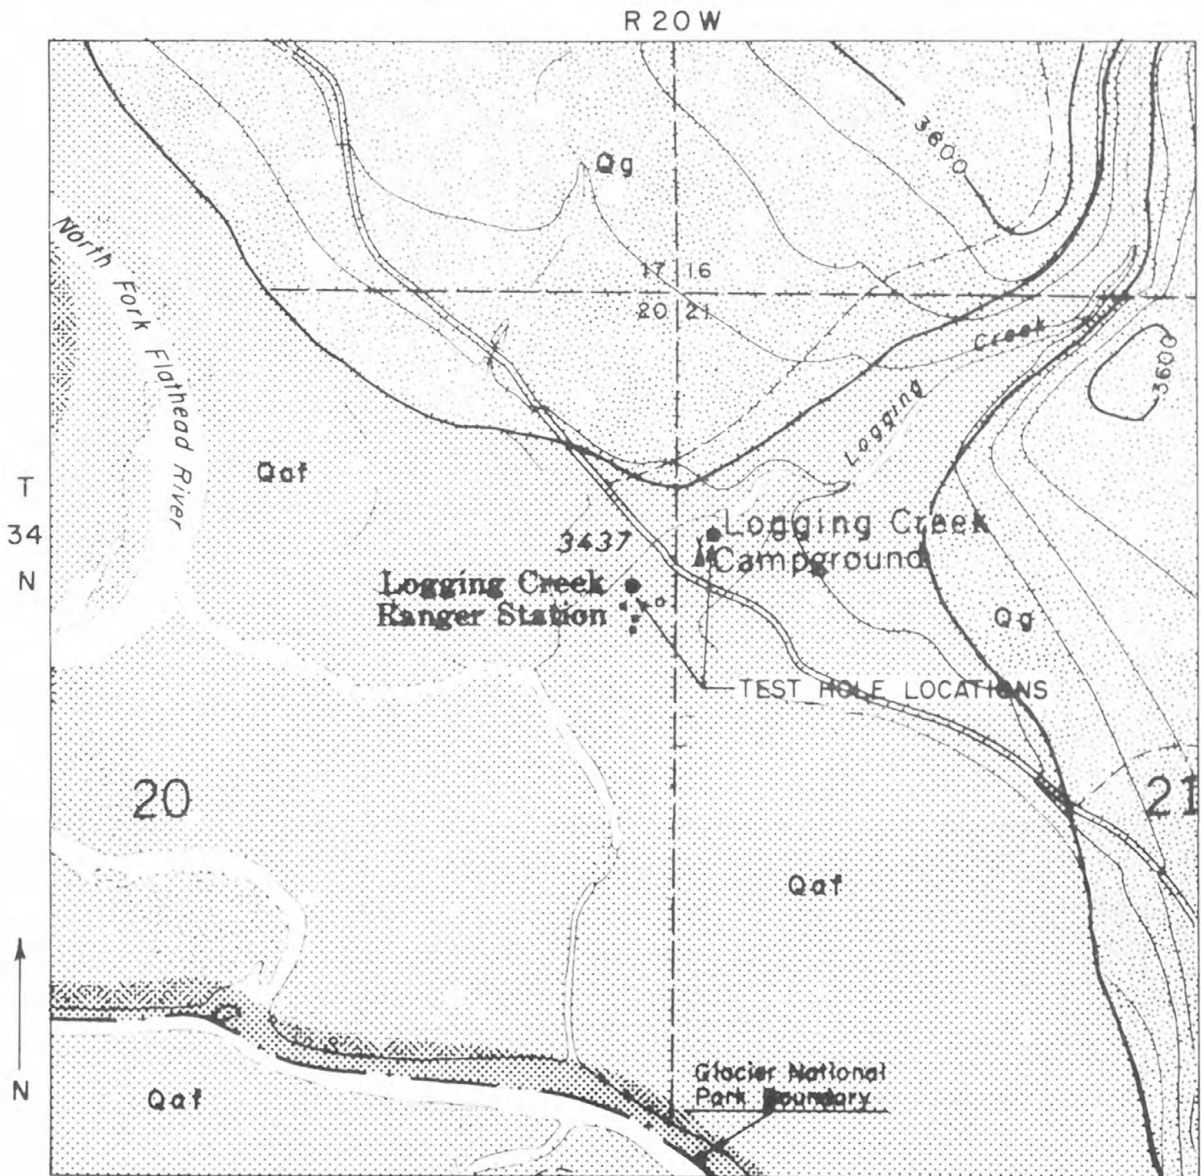 R 20 W
3600
Qg
North Fork Flathead River
17 16
20 21
Logging Creek
3600
Qaf
T
34
N
3437
Logging Creek
Campground
Logging Creek
Ranger Station
Qg
TEST HOLE LOCATIONS
20
21
Qaf
N
Qaf
Glacier National
Park Boundary